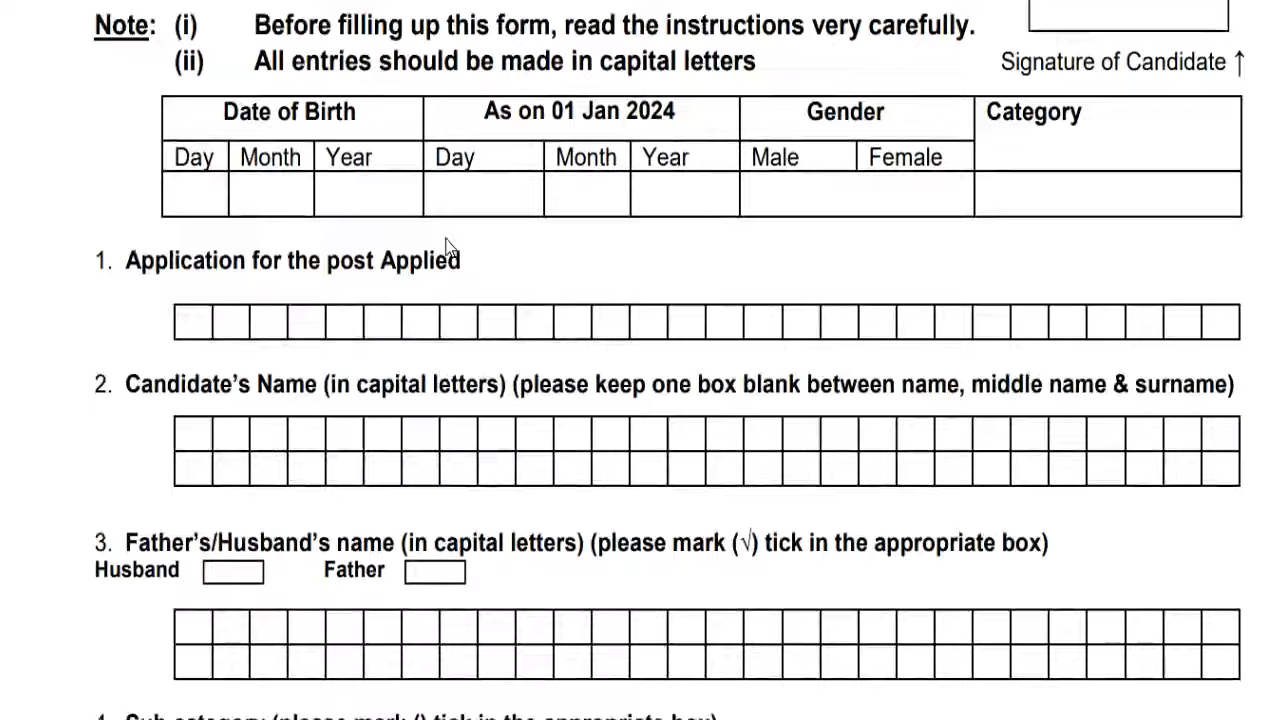 Note: (i) Before filling up this form, read the instructions very carefully.
(ii) All entries should be made in capital letters
Signature of Candidate ↑
Date of Birth As on 01 Jan 2024 Gender Category
Day Month Year Day Month Year Male Female
1. Application for the post Applied
2. Candidate’s Name (in capital letters) (please keep one box blank between name, middle name & surname)
3. Father’s/Husband’s name (in capital letters) (please mark (√) tick in the appropriate box)
Husband Father
4. Sub category (please mark () tick in the appropriate box)